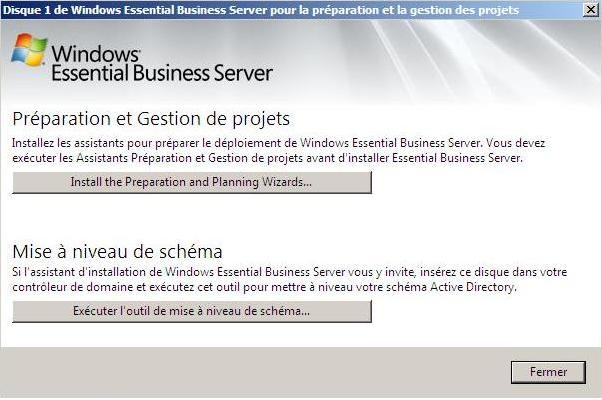 Disque 1 de Windows Essential Business Server pour la préparation et la gestion des projets
Windows
Essential Business Server
Préparation et Gestion de projets
Installez les assistants pour préparer le déploiement de Windows Essential Business Server. Vous devez
exécuter les Assistants Préparation et Gestion de projets avant d'installer Essential Business Server.
Install the Preparation and Planning Wizards...
Mise à niveau de schéma
Si l'assistant d'installation de Windows Essential Business Server vous y invite, insérez ce disque dans votre
contrôleur de domaine et exécutez cet outil pour mettre à niveau votre schéma Active Directory.
Exécuter l'outil de mise à niveau de schéma...
Fermer